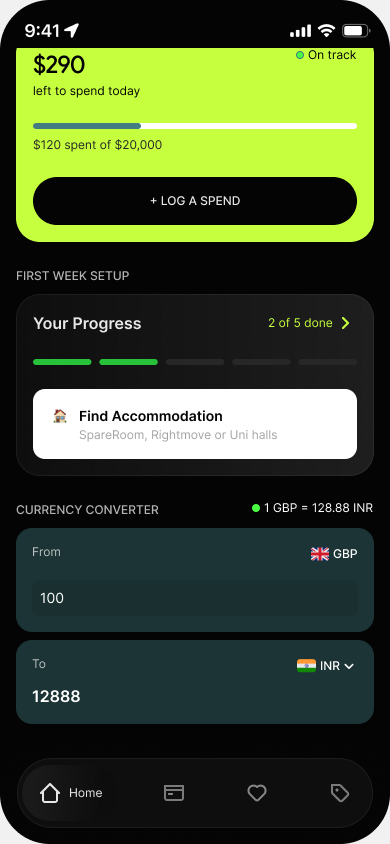 9:41
$290
On track
left to spend today
$120 spent of $20,000
+ LOG A SPEND
FIRST WEEK SETUP
Your Progress
2 of 5 done
Find Accommodation
SpareRoom, Rightmove or Uni halls
CURRENCY CONVERTER
1 GBP = 128.88 INR
From
GBP
100
To
INR
12888
Home